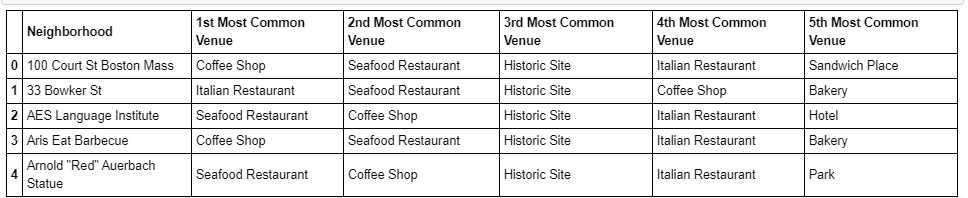 Neighborhood 1st Most Common Venue 2nd Most Common Venue 3rd Most Common Venue 4th Most Common Venue 5th Most Common Venue
0 100 Court St Boston Mass Coffee Shop Seafood Restaurant Historic Site Italian Restaurant Sandwich Place
1 33 Bowker St Italian Restaurant Seafood Restaurant Historic Site Coffee Shop Bakery
2 AES Language Institute Seafood Restaurant Coffee Shop Historic Site Italian Restaurant Hotel
3 Aris Eat Barbecue Coffee Shop Seafood Restaurant Historic Site Italian Restaurant Bakery
4 Arnold "Red" Auerbach Statue Seafood Restaurant Coffee Shop Historic Site Italian Restaurant Park